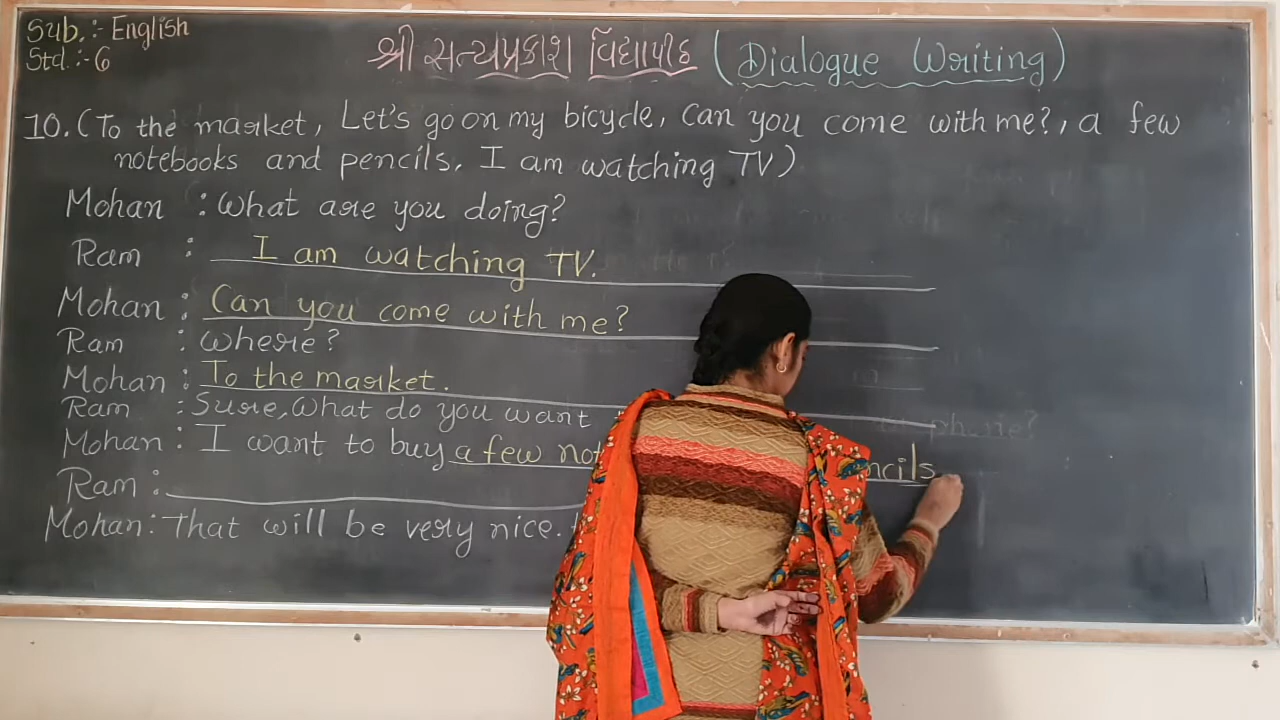 Sub.:- English
Std.:-6
શ્રી સત્યપ્રકાશ વિદ્યાપીઠ (Dialogue Writing)
10. (To the market, Let's go on my bicycle, Can you come with me?, a few
notebooks and pencils, I am watching TV)
Mohan : What are you doing?
Ram : I am watching TV.
Mohan : Can you come with me?
Ram : Where?
Mohan : To the market.
Ram : Sure, What do you want
Mohan : I want to buy a few
Ram :
Mohan : That will be very nice.